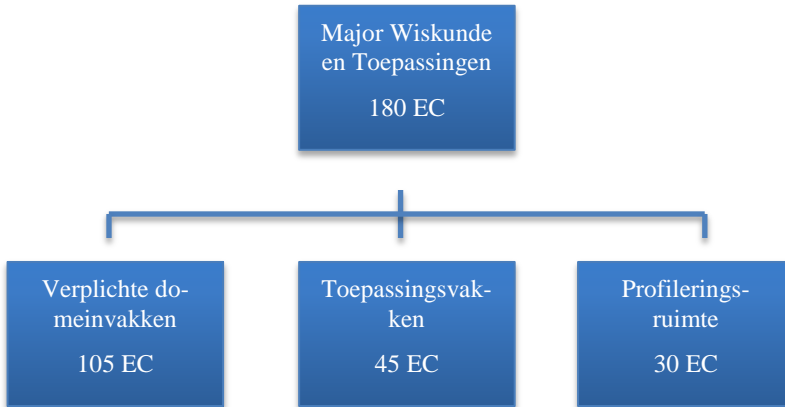 Major Wiskunde
en Toepassingen
180 EC
Verplichte do-
meinvakken
105 EC
Toepassingsvak-
ken
45 EC
Profilerings-
ruimte
30 EC